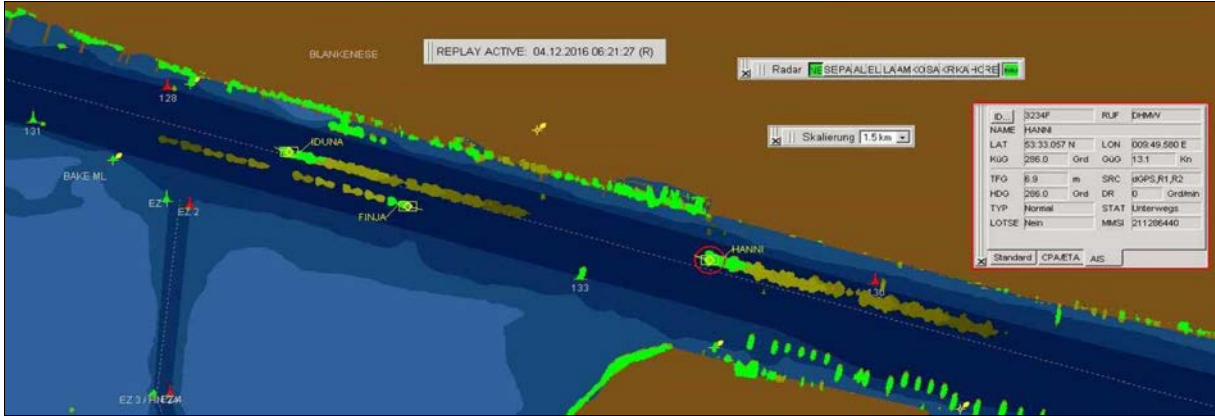 BLANKENESE
REPLAY ACTIVE: 04.12.2016 06:21:27 (R)
Radar
Skalierung 1.5 km
128
131
IDUNA
BAKE ML
EZ 1
EZ 2
FINJA
HANNI
133
130
ID... 3234F RUF DHMW
NAME HANNI
LAT 53:33.057 N LON 009:49.580 E
KüG 286.0 Grd GüG 13.1 Kn
TFG 6.9 m SRC dGPS,R1,R2
HDG 286.0 Grd DR 0 Grd/min
TYP Normal STAT Unterwegs
LOTSE Nein MMSI 211286440
Standard CPA/ETA AIS